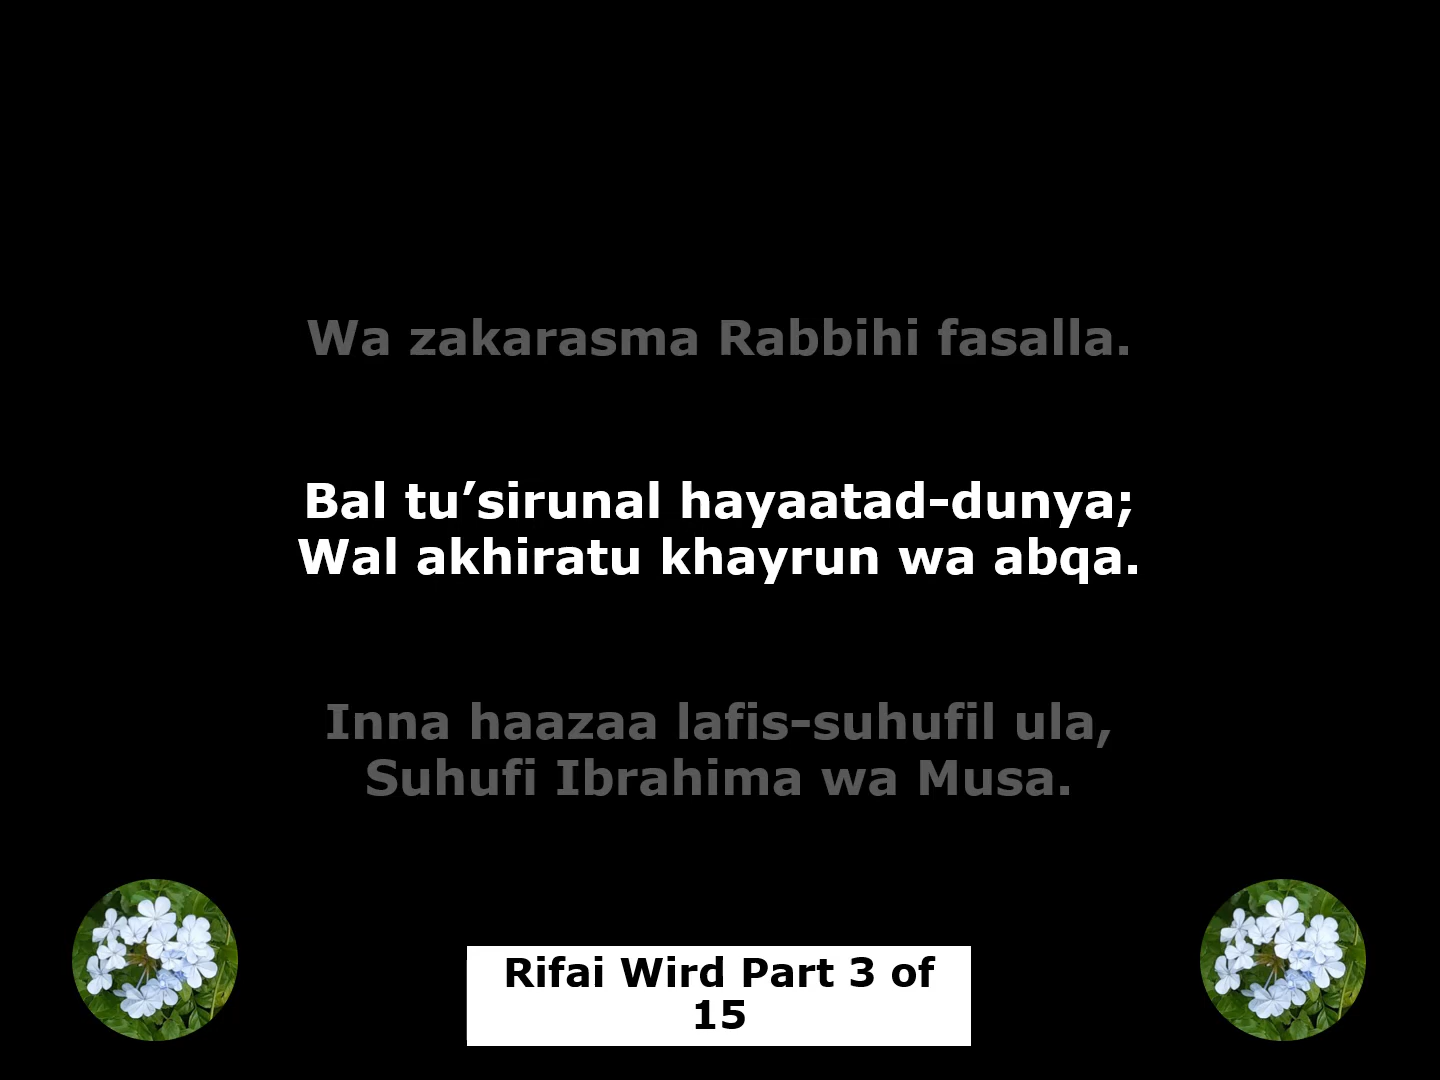 Wa zakarasma Rabbihi fasalla.
Bal tu’sirunal hayaatad-dunya;
Wal akhiratu khayrun wa abqa.
Inna haazaa lafis-suhufil ula,
Suhufi Ibrahima wa Musa.
Rifai Wird Part 3 of
15